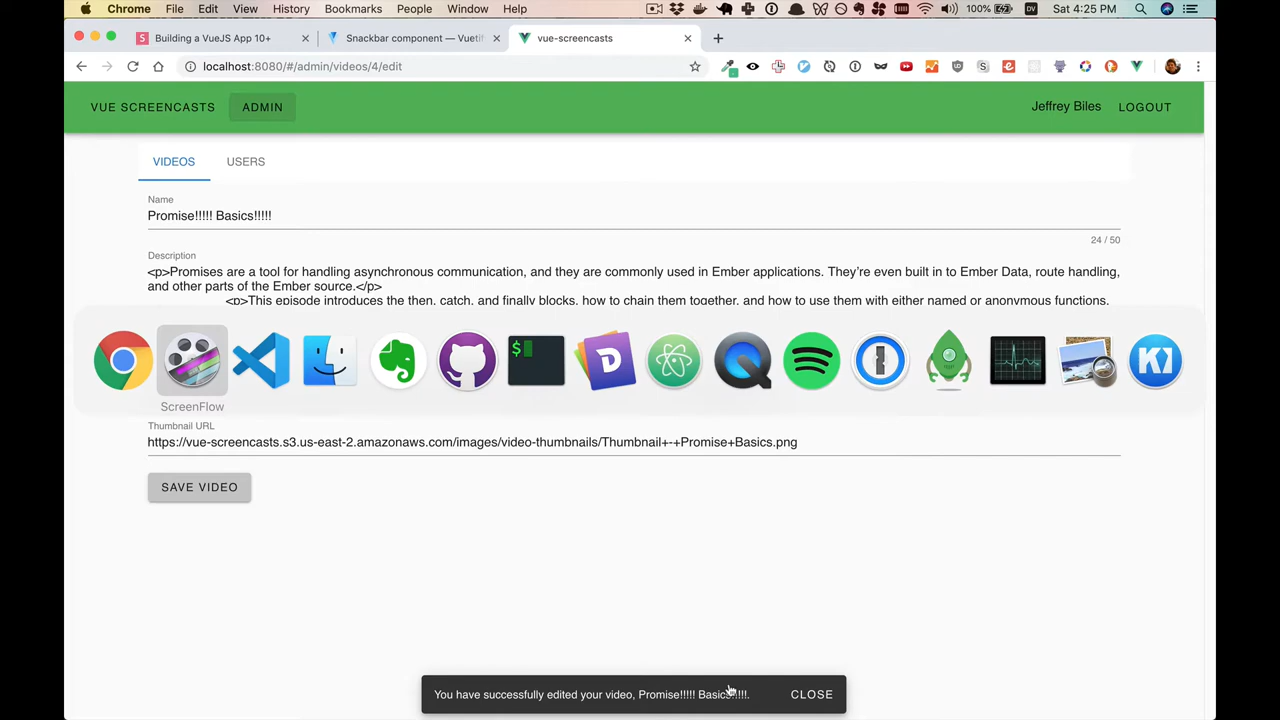 Chrome File Edit View History Bookmarks People Window Help 100% Sat 4:25 PM
Building a VueJS App 10+
Snackbar component — Vuetif
vue-screencasts
localhost:8080/#/admin/videos/4/edit
VUE SCREENCASTS ADMIN Jeffrey Biles LOGOUT
VIDEOS USERS
Name
Promise!!!!! Basics!!!!!
24 / 50
Description
<p>Promises are a tool for handling asynchronous communication, and they are commonly used in Ember applications. They're even built in to Ember Data, route handling,
and other parts of the Ember source.</p>
<p>This episode introduces the then, catch, and finally blocks, how to chain them together, and how to use them with either named or anonymous functions.
ScreenFlow
Thumbnail URL
https://vue-screencasts.s3.us-east-2.amazonaws.com/images/video-thumbnails/Thumbnail+-+Promise+Basics.png
SAVE VIDEO
You have successfully edited your video, Promise!!!!! Basics!!!!!. CLOSE